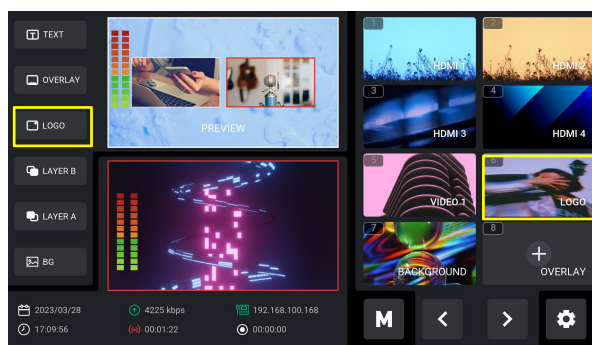 TEXT
OVERLAY
LOGO
LAYER B
LAYER A
BG
PREVIEW
2023/03/28
4225 kbps
192.168.100.168
17:09:56
00:01:22
00:00:00
1
HDMI 1
2
HDMI 2
3
HDMI 3
4
HDMI 4
5
VIDEO 1
6
LOGO
7
BACKGROUND
8
OVERLAY
M